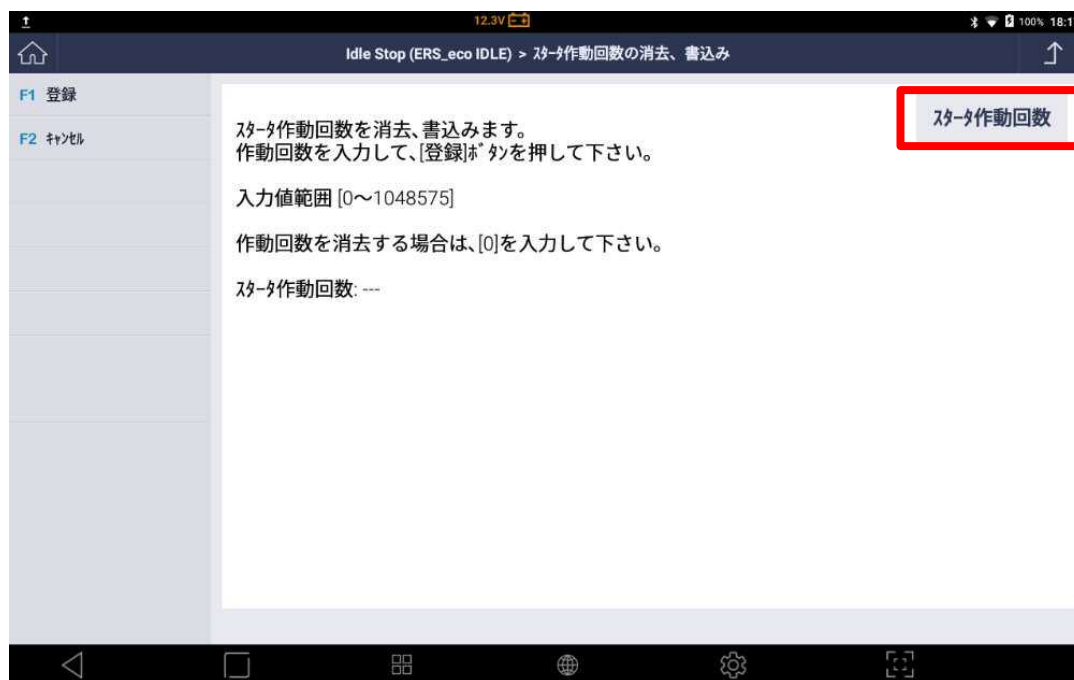 12.3V
100% 18:1
Idle Stop (ERS_eco IDLE) > ｽﾀｰﾀ作動回数の消去、書込み
F1 登録
F2 ｷｬﾝｾﾙ
ｽﾀｰﾀ作動回数
ｽﾀｰﾀ作動回数を消去、書込みます。
作動回数を入力して、[登録]ﾎﾞﾀﾝを押して下さい。
入力値範囲 [0～1048575]
作動回数を消去する場合は、[0]を入力して下さい。
ｽﾀｰﾀ作動回数: ---